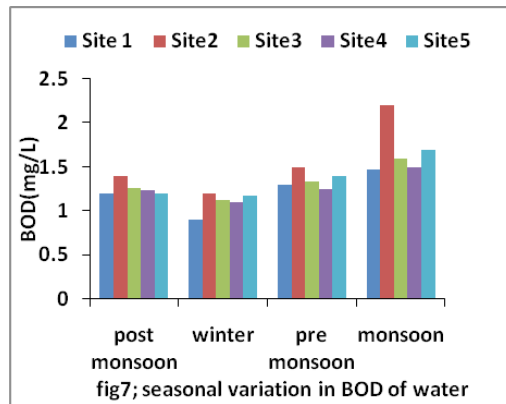 Site 1 Site2 Site3 Site4 Site5
2.5
2
1.5
1
0.5
0
BOD(mg/L)
post monsoon
winter
pre monsoon
monsoon
fig7; seasonal variation in BOD of water